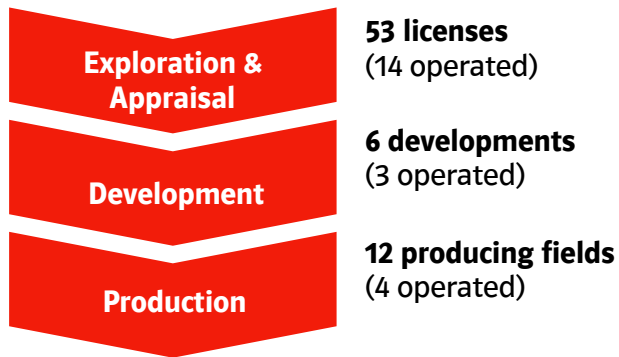 Exploration &
Appraisal
53 licenses
(14 operated)
Development
6 developments
(3 operated)
Production
12 producing fields
(4 operated)